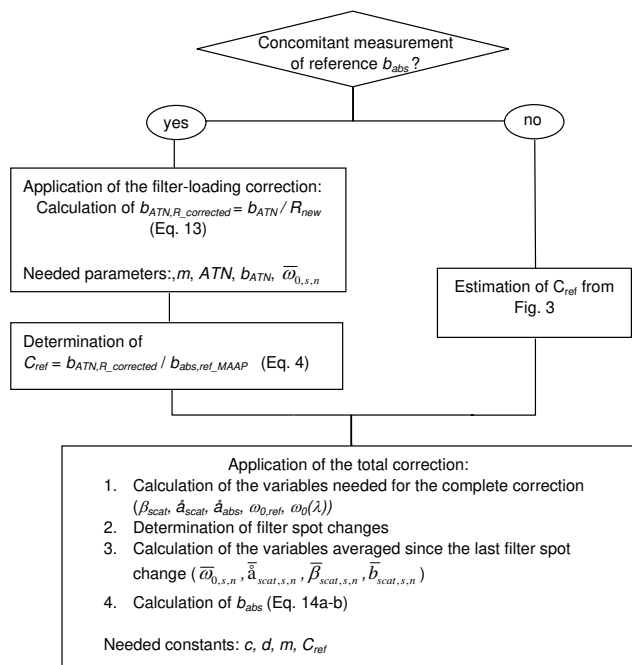 Concomitant measurement
of reference b_abs?
yes
no
Application of the filter-loading correction:
Calculation of b_ATN,R_corrected = b_ATN / R_new
(Eq. 13)
Needed parameters:,m, ATN, b_ATN, ω̅_0,s,n
Estimation of C_ref from
Fig. 3
Determination of
C_ref = b_ATN,R_corrected / b_abs,ref_MAAP (Eq. 4)
Application of the total correction:
1. Calculation of the variables needed for the complete correction
(β_scat, å_scat, å_abs, ω_0,ref, ω_0(λ))
2. Determination of filter spot changes
3. Calculation of the variables averaged since the last filter spot
change ( ω̅_0,s,n , å̅_scat,s,n , β̅_scat,s,n , b̅_scat,s,n )
4. Calculation of b_abs (Eq. 14a-b)
Needed constants: c, d, m, C_ref